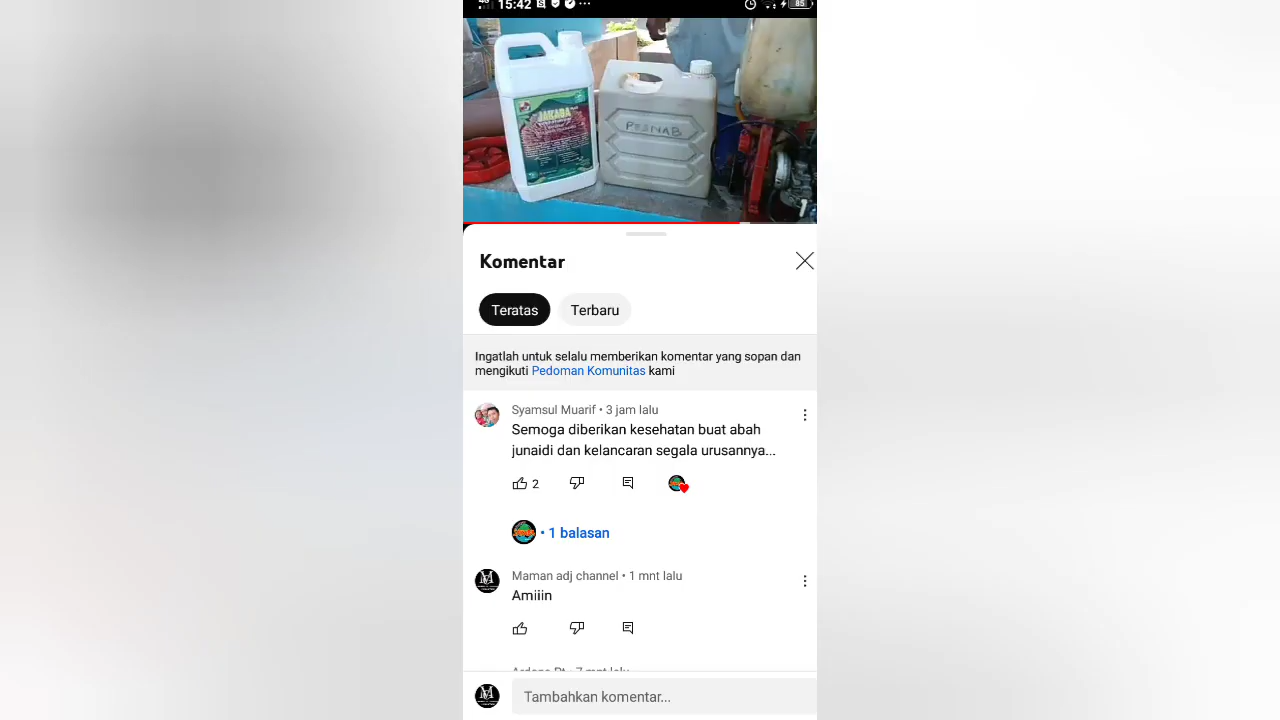 15:42
85
JAKABA
PESNAB
Komentar
Teratas
Terbaru
Ingatlah untuk selalu memberikan komentar yang sopan dan
mengikuti Pedoman Komunitas kami
Syamsul Muarif • 3 jam lalu
Semoga diberikan kesehatan buat abah
junaidi dan kelancaran segala urusannya...
2
• 1 balasan
Maman adj channel • 1 mnt lalu
Amiiin
Tambahkan komentar...